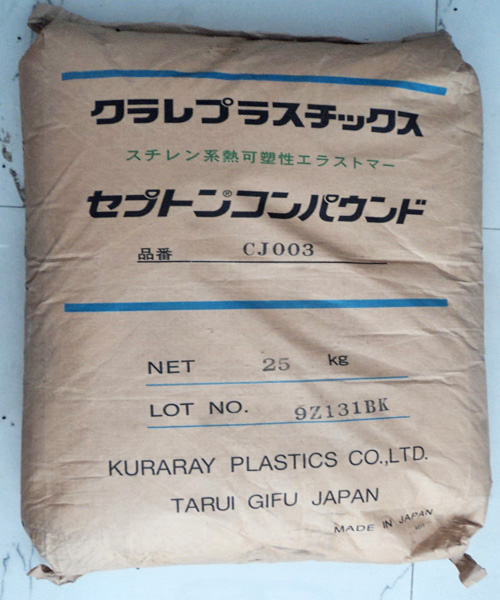 クラレプラスチックス
スチレン系熱可塑性エラストマー
セプトン®コンパウンド
品番 CJ003
NET 25 kg
LOT NO. 9Z131BK
KURARAY PLASTICS CO.,LTD.
TARUI GIFU JAPAN
MADE IN JAPAN